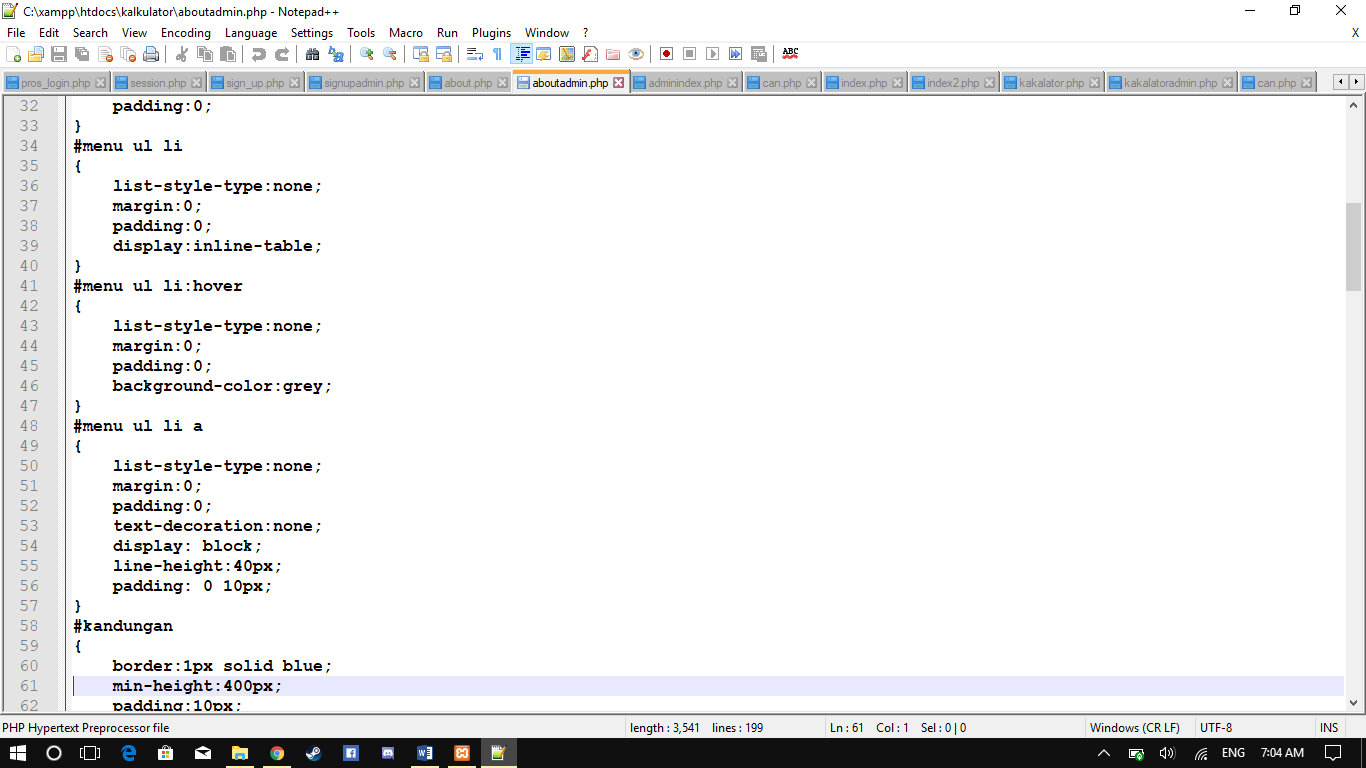 C:\xampp\htdocs\kalkulator\aboutadmin.php - Notepad++
File Edit Search View Encoding Language Settings Tools Macro Run Plugins Window ? X
ABC
pros_login.php session.php sign_up.php signupadmin.php about.php aboutadmin.php adminindex.php can.php index.php index2.php kakalator.php kakalatoradmin.php can.php
32 padding:0;
33 }
34 #menu ul li
35 {
36 list-style-type:none;
37 margin:0;
38 padding:0;
39 display:inline-table;
40 }
41 #menu ul li:hover
42 {
43 list-style-type:none;
44 margin:0;
45 padding:0;
46 background-color:grey;
47 }
48 #menu ul li a
49 {
50 list-style-type:none;
51 margin:0;
52 padding:0;
53 text-decoration:none;
54 display: block;
55 line-height:40px;
56 padding: 0 10px;
57 }
58 #kandungan
59 {
60 border:1px solid blue;
61 min-height:400px;
62 padding:10px;
PHP Hypertext Preprocessor file length : 3,541 lines : 199 Ln : 61 Col : 1 Sel : 0 | 0 Windows (CR LF) UTF-8 INS
ENG 7:04 AM